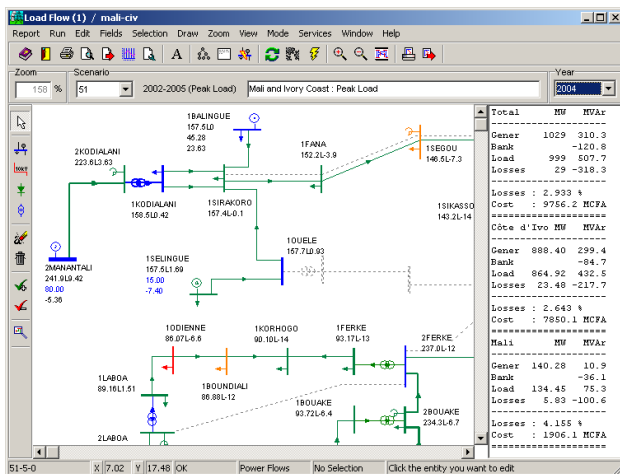 Load Flow (1) / mali-civ
Report Run Edit Fields Selection Draw Zoom View Mode Services Window Help
A
Zoom Scenario Year
158 % 51 2002-2005 (Peak Load) Mali and Ivory Coast : Peak Load 2004
1BALINGUE
157.5L0
45.28
23.63
2KODIALANI
223.6L3.63
1FANA
152.2L-3.9
1SEGOU
146.5L-7.3
1KODIALANI
158.5L0.42
1SIRAKORO
157.4L-0.1
1SIKASSO
143.2L-14
1SELINGUE
157.5L1.69
15.00
-7.40
1OUELE
157.7L0.93
2MANANTALI
241.9L9.42
80.00
-5.36
1ODIENNE
86.07L-6.6
1KORHOGO
90.10L-14
1FERKE
93.17L-13
2FERKE
237.0L-12
1LABOA
89.16L1.51
1BOUNDIALI
86.88L-12
1BOUAKE
93.72L-6.4
2BOUAKE
234.3L-6.7
2LABOA
Total MW MVAr
--------------------
Gener 1029 310.3
Bank -120.8
Load 999 507.7
Losses 29 -318.3
--------------------
Losses : 2.933 %
Cost : 9756.2 MCFA
====================
Côte d'Ivo MW MVAr
--------------------
Gener 888.40 299.4
Bank -84.7
Load 864.92 432.5
Losses 23.48 -217.7
--------------------
Losses : 2.643 %
Cost : 7850.1 MCFA
====================
Mali MW MVAr
--------------------
Gener 140.28 10.9
Bank -36.1
Load 134.45 75.3
Losses 5.83 -100.6
--------------------
Losses : 4.155 %
Cost : 1906.1 MCFA
====================
51-5-0 X 7.02 Y 17.48 OK Power Flows No Selection Click the entity you want to edit